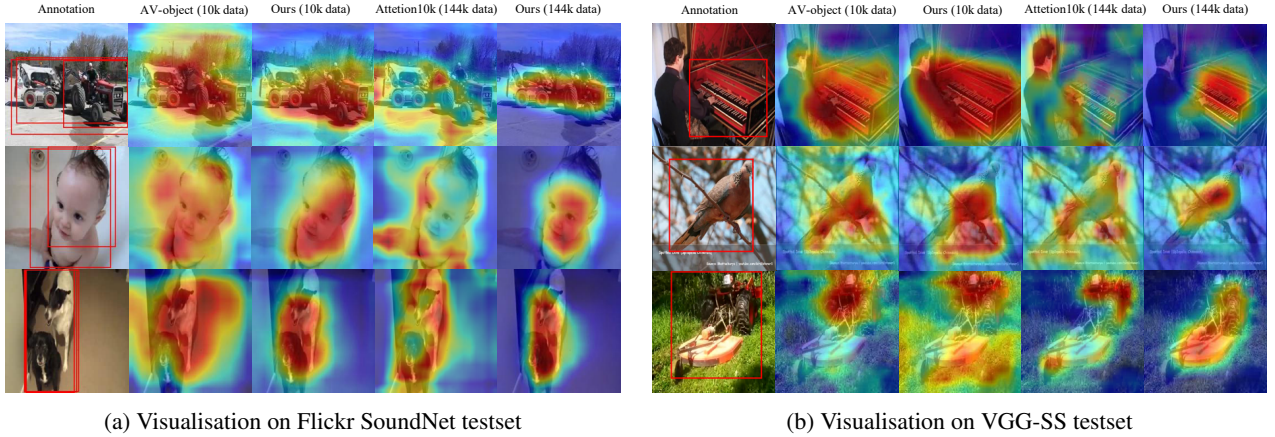 Annotation AV-object (10k data) Ours (10k data) Attetion10k (144k data) Ours (144k data)
Annotation AV-object (10k data) Ours (10k data) Attetion10k (144k data) Ours (144k data)
(a) Visualisation on Flickr SoundNet testset
(b) Visualisation on VGG-SS testset